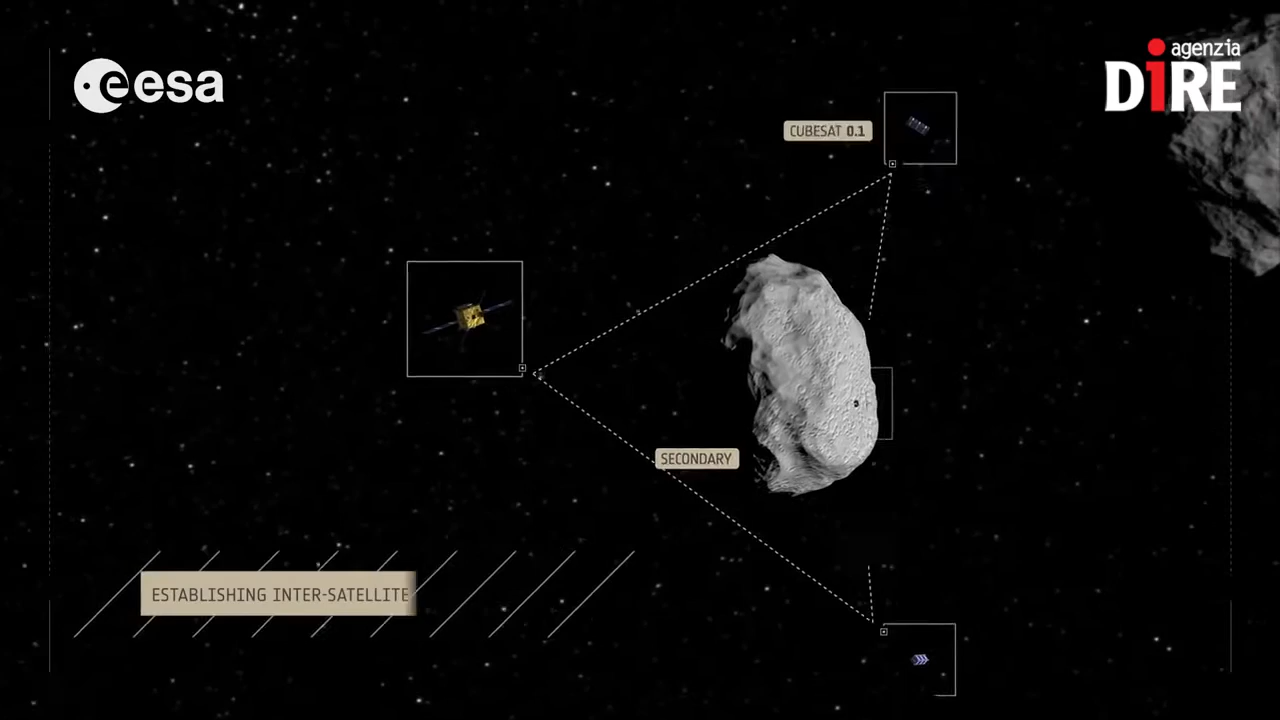 esa
agenzia
DiRE
CUBESAT 0.1
SECONDARY
ESTABLISHING INTER-SATELLITE